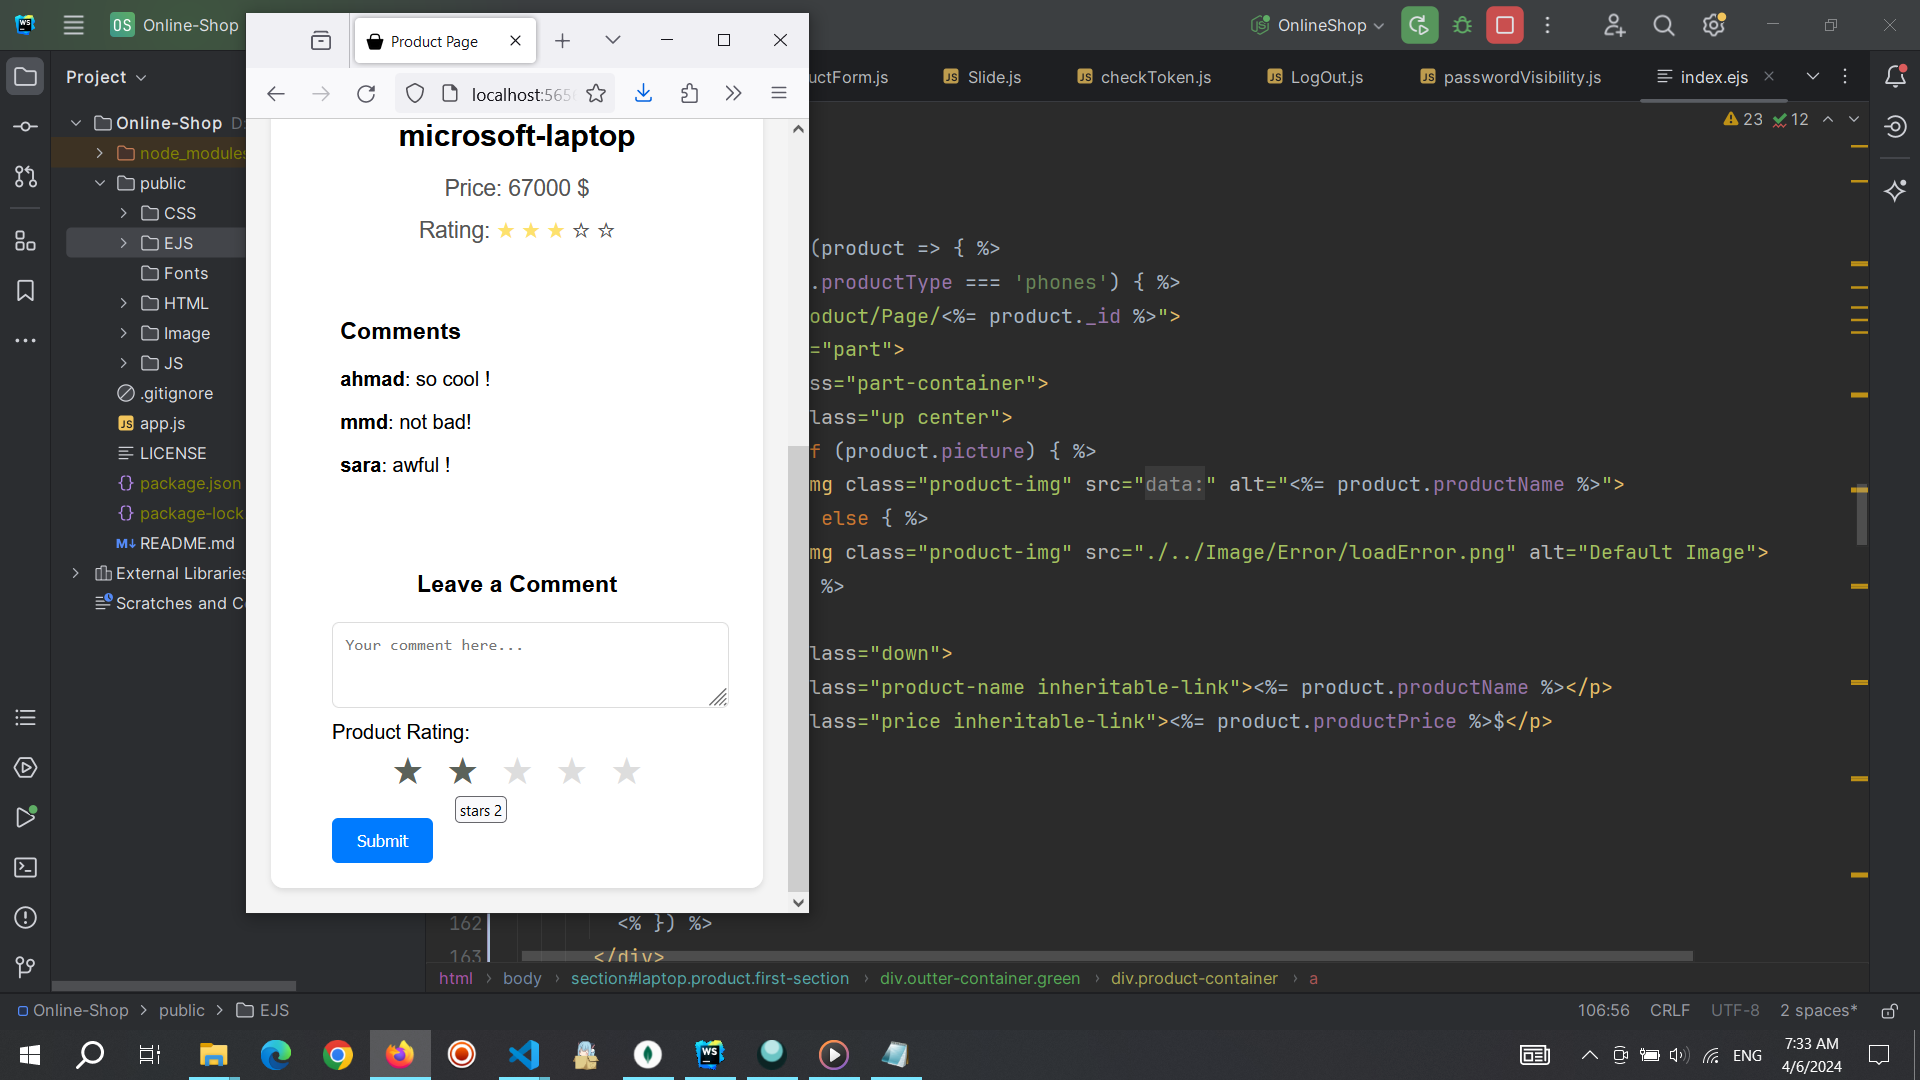 OS Online-Shop
OnlineShop
Product Page
localhost:565
Project
Online-Shop D:
node_modules
public
CSS
EJS
Fonts
HTML
Image
JS
.gitignore
JS app.js
LICENSE
{} package.json
{} package-lock
M↓ README.md
External Libraries
Scratches and Co
microsoft-laptop
Price: 67000 $
Rating: ★ ★ ★ ☆ ☆
Comments
ahmad: so cool !
mmd: not bad!
sara: awful !
Leave a Comment
Your comment here...
Product Rating:
★ ★ ★ ★ ★
stars 2
Submit
uctForm.js
JS Slide.js
JS checkToken.js
JS LogOut.js
JS passwordVisibility.js
index.ejs
23 12
(product => { %>
.productType === 'phones') { %>
oduct/Page/<%= product._id %>">
="part">
ss="part-container">
lass="up center">
f (product.picture) { %>
mg class="product-img" src="data:" alt="<%= product.productName %>">
else { %>
mg class="product-img" src="./../Image/Error/loadError.png" alt="Default Image">
%>
lass="down">
lass="product-name inheritable-link"><%= product.productName %></p>
lass="price inheritable-link"><%= product.productPrice %>$</p>
162 <% }) %>
163 </div>
html › body › section#laptop.product.first-section › div.outter-container.green › div.product-container › a
Online-Shop > public > EJS
106:56 CRLF UTF-8 2 spaces*
WS
ENG
7:33 AM
4/6/2024